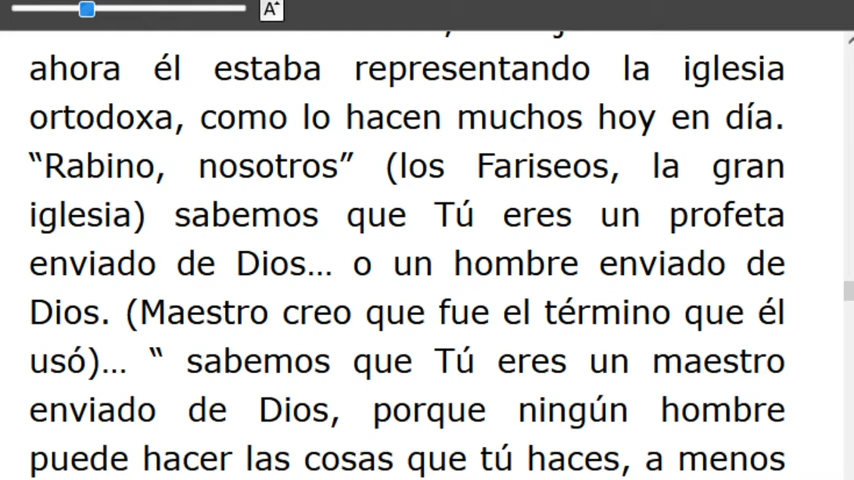 A
ahora él estaba representando la iglesia
ortodoxa, como lo hacen muchos hoy en día.
“Rabino, nosotros” (los Fariseos, la gran
iglesia) sabemos que Tú eres un profeta
enviado de Dios… o un hombre enviado de
Dios. (Maestro creo que fue el término que él
usó)… “ sabemos que Tú eres un maestro
enviado de Dios, porque ningún hombre
puede hacer las cosas que tú haces, a menos